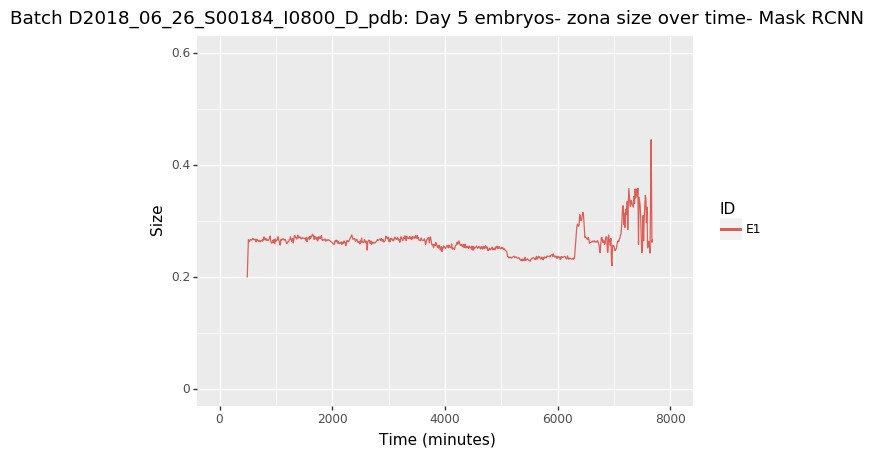 Batch D2018_06_26_S00184_I0800_D_pdb: Day 5 embryos- zona size over time- Mask RCNN
0.6
0.4
0.2
0
Size
0
2000
4000
6000
8000
Time (minutes)
ID
E1